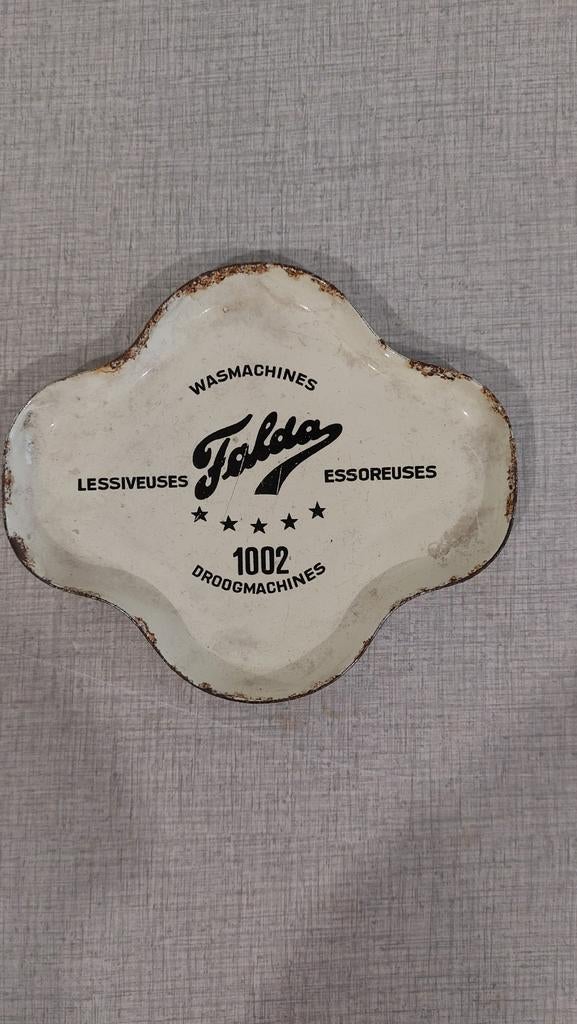 WASMACHINES
Falda
LESSIVEUSES
ESSOREUSES
★ ★ ★ ★ ★
1002
DROOGMACHINES